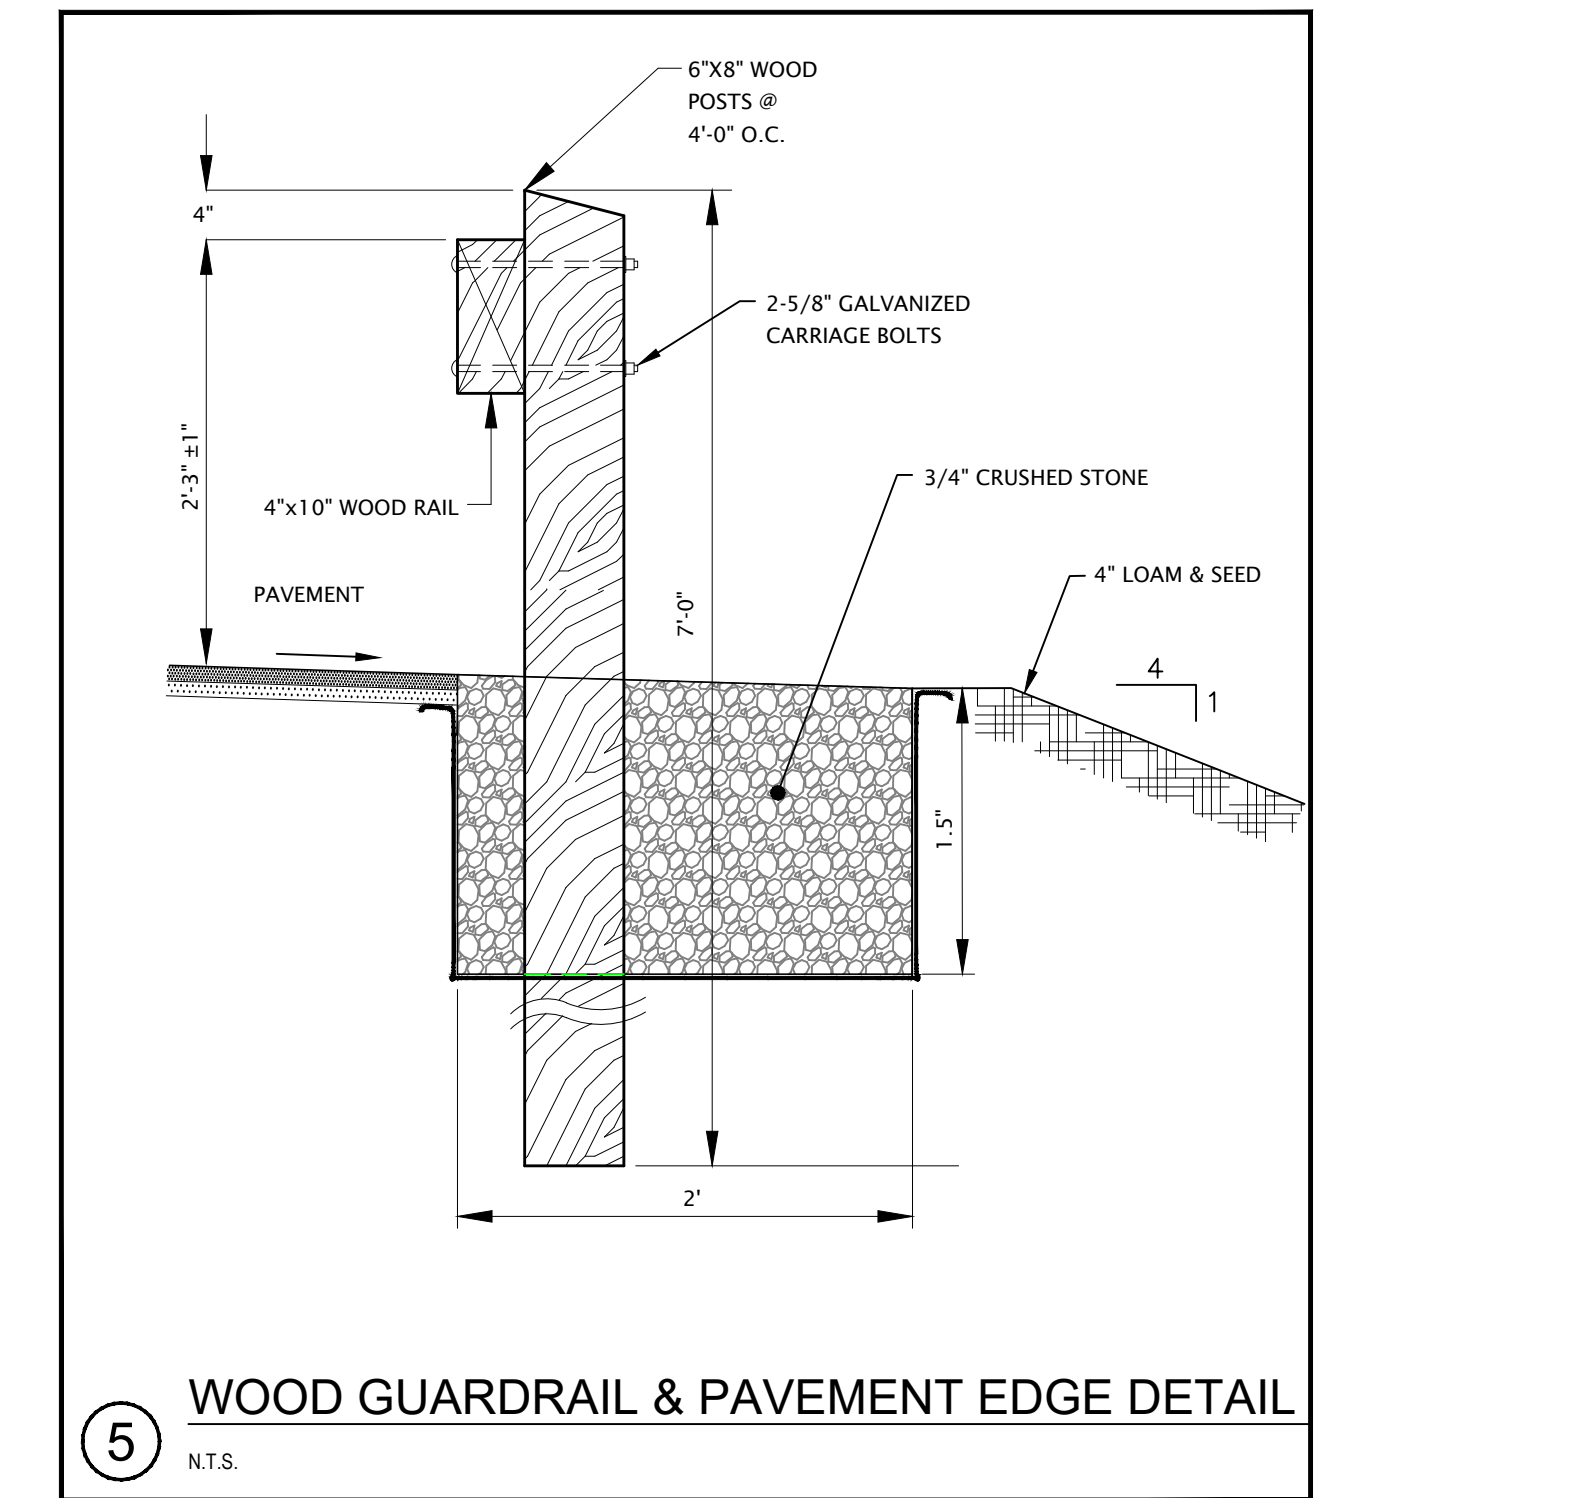 6"X8" WOOD
POSTS @
4'-0" O.C.
4"
2-5/8" GALVANIZED
CARRIAGE BOLTS
2'-3" ±1"
4"x10" WOOD RAIL
3/4" CRUSHED STONE
4" LOAM & SEED
PAVEMENT
7'-0"
4
1
1.5"
2'
WOOD GUARDRAIL & PAVEMENT EDGE DETAIL
5
N.T.S.